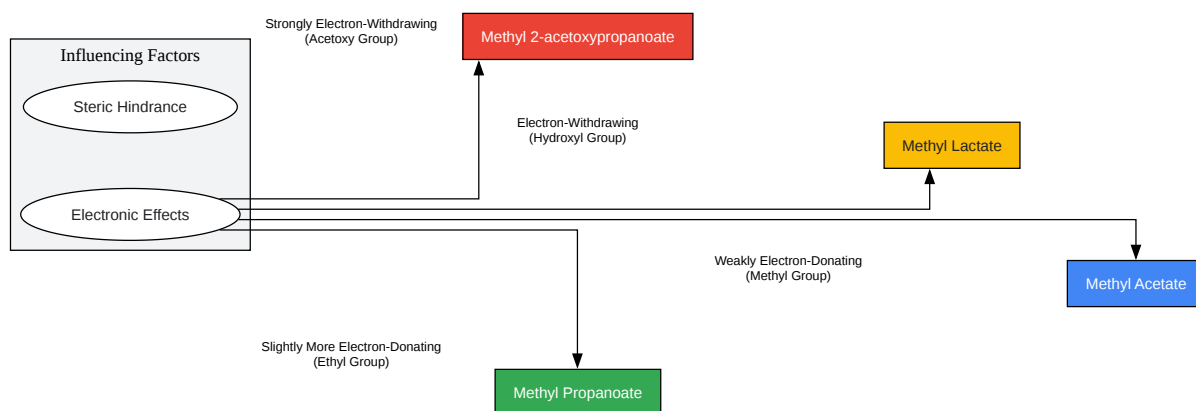 Strongly Electron-Withdrawing
(Acetoxy Group)
Methyl 2-acetoxypropanoate
Influencing Factors
Steric Hindrance
Electron-Withdrawing
(Hydroxyl Group)
Methyl Lactate
Electronic Effects
Weakly Electron-Donating
(Methyl Group)
Methyl Acetate
Slightly More Electron-Donating
(Ethyl Group)
Methyl Propanoate